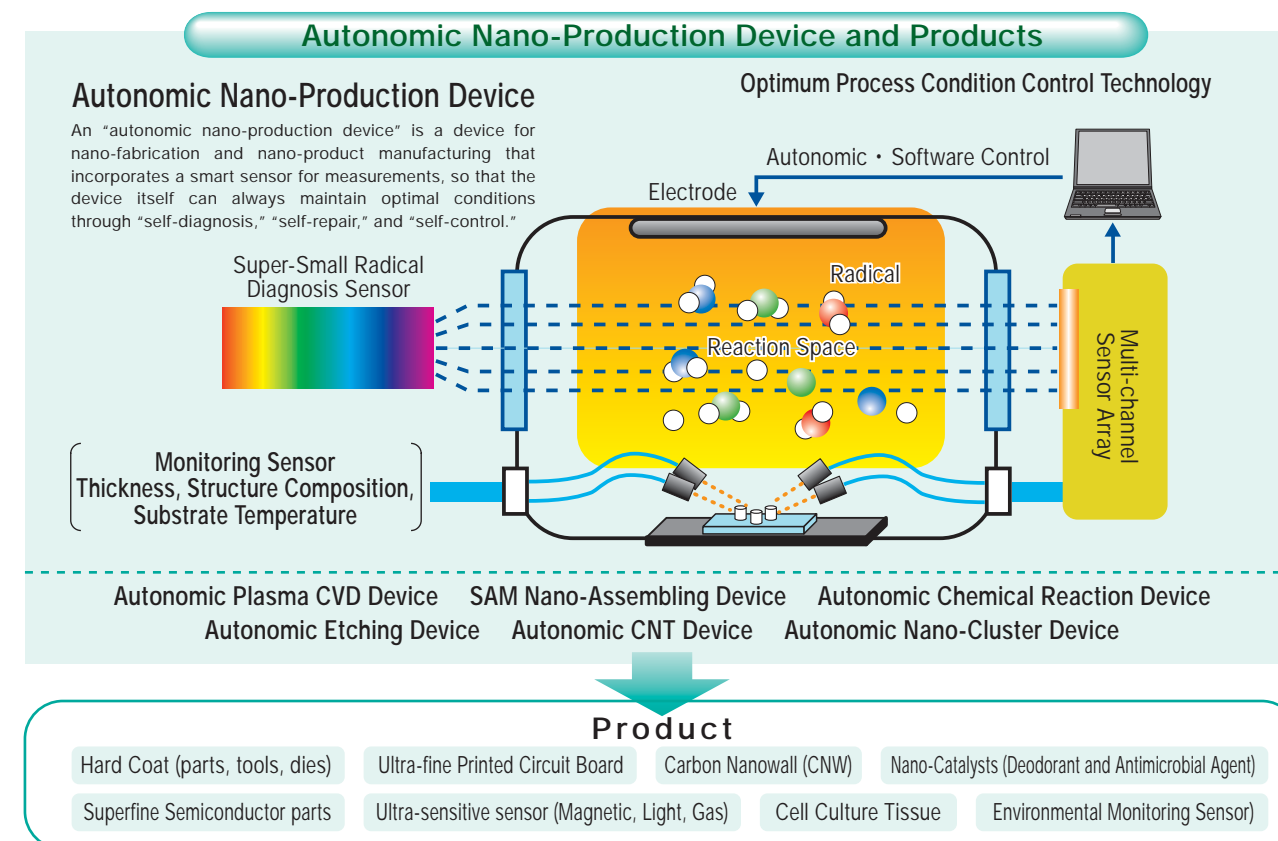 Autonomic Nano-Production Device and Products
Autonomic Nano-Production Device
An “autonomic nano-production device” is a device for
nano-fabrication and nano-product manufacturing that
incorporates a smart sensor for measurements, so that the
device itself can always maintain optimal conditions
through “self-diagnosis,” “self-repair,” and “self-control.”
Optimum Process Condition Control Technology
Autonomic・Software Control
Electrode
Super-Small Radical
Diagnosis Sensor
Radical
Reaction Space
Multi-channel
Sensor Array
Monitoring Sensor
Thickness, Structure Composition,
Substrate Temperature
Autonomic Plasma CVD Device SAM Nano-Assembling Device Autonomic Chemical Reaction Device
Autonomic Etching Device Autonomic CNT Device Autonomic Nano-Cluster Device
Product
Hard Coat (parts, tools, dies) Ultra-fine Printed Circuit Board Carbon Nanowall (CNW) Nano-Catalysts (Deodorant and Antimicrobial Agent)
Superfine Semiconductor parts Ultra-sensitive sensor (Magnetic, Light, Gas) Cell Culture Tissue Environmental Monitoring Sensor)